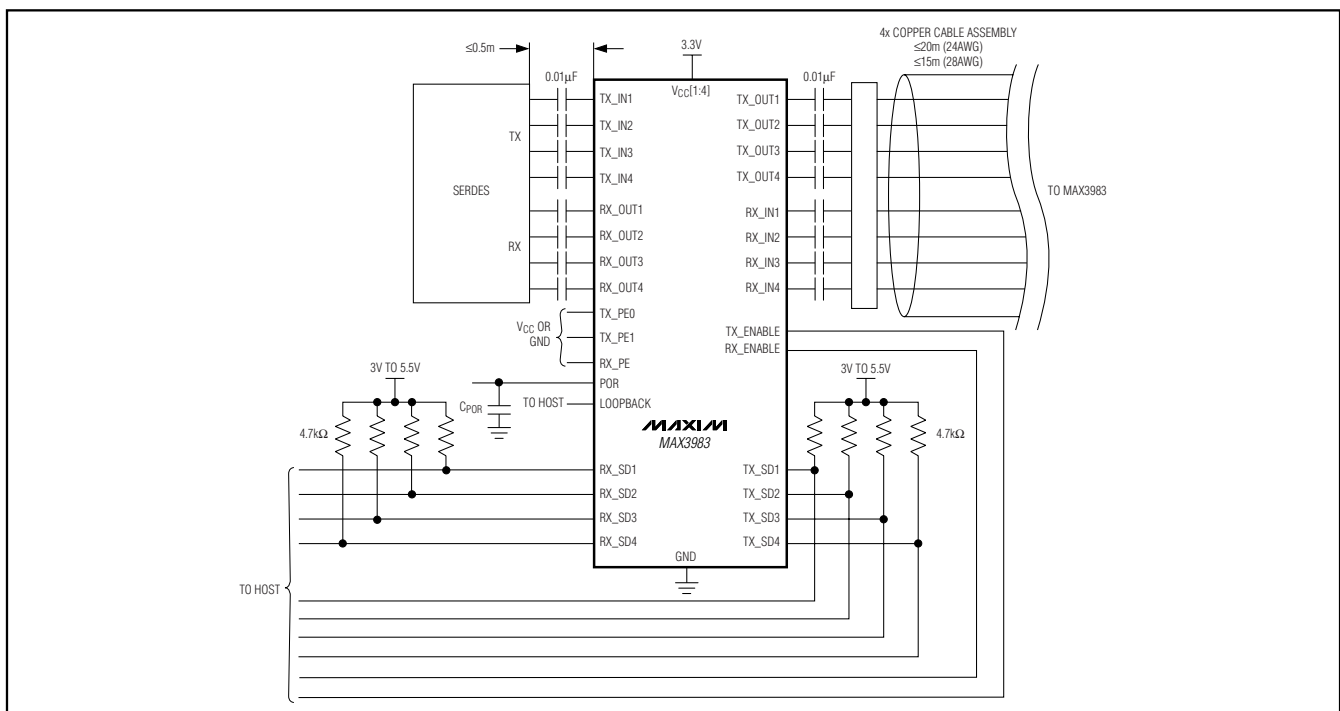 4x COPPER CABLE ASSEMBLY
≤20m (24AWG)
≤15m (28AWG)
≤0.5m
3.3V
0.01μF
0.01μF
VCC[1:4]
SERDES
TX
RX
TX_IN1
TX_IN2
TX_IN3
TX_IN4
RX_OUT1
RX_OUT2
RX_OUT3
RX_OUT4
TX_PE0
TX_PE1
RX_PE
POR
LOOPBACK
TX_OUT1
TX_OUT2
TX_OUT3
TX_OUT4
RX_IN1
RX_IN2
RX_IN3
RX_IN4
TX_ENABLE
RX_ENABLE
TO MAX3983
VCC OR
GND
3V TO 5.5V
CPOR
TO HOST
4.7kΩ
MAXIM
MAX3983
3V TO 5.5V
4.7kΩ
RX_SD1
RX_SD2
RX_SD3
RX_SD4
TX_SD1
TX_SD2
TX_SD3
TX_SD4
GND
TO HOST